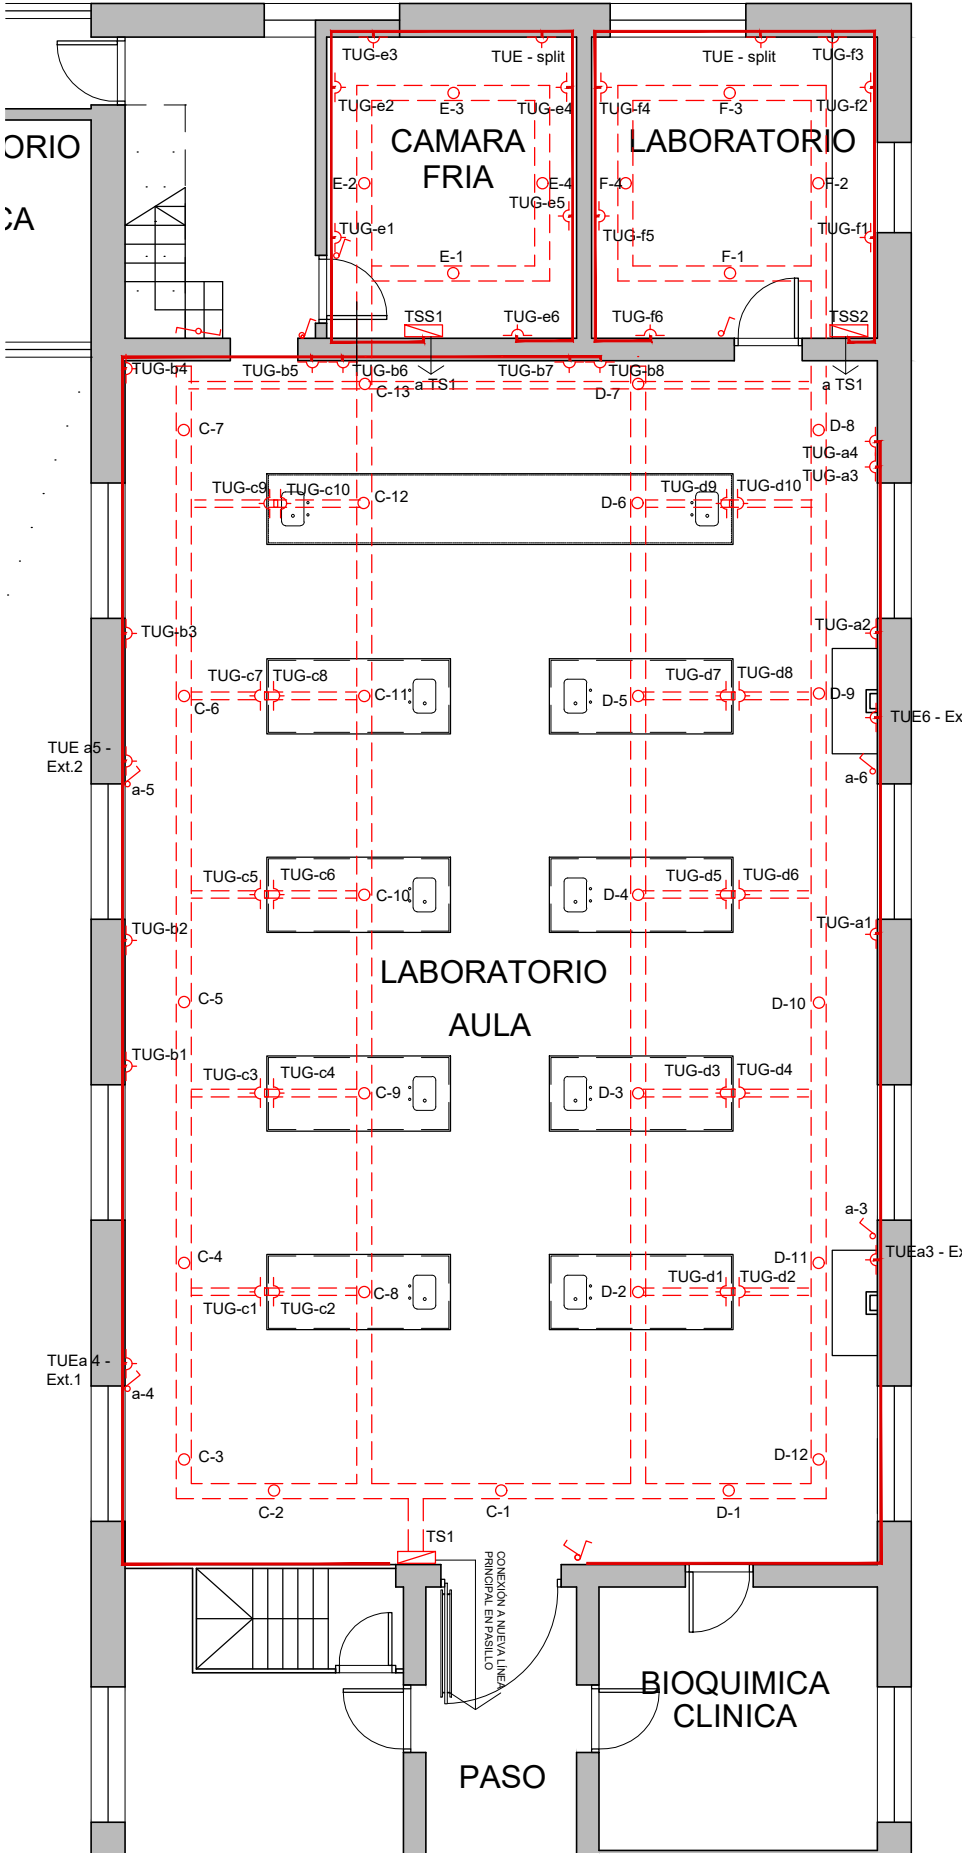 TUG-e3
TUE - split
TUE - split
TUG-f3
TUG-e2
E-3
TUG-e4
TUG-f4
F-3
TUG-f2
ORIO
CAMARA
FRIA
LABORATORIO
CA
E-2
E-4
F-4
F-2
TUG-e5
TUG-e1
TUG-f5
TUG-f1
E-1
F-1
TSS1
TUG-e6
TUG-f6
TSS2
TUG-b4
TUG-b5
TUG-b6
TUG-b7
TUG-b8
a TS1
a TS1
C-13
D-7
C-7
D-8
TUG-a4
TUG-a3
TUG-c9
TUG-c10
C-12
D-6
TUG-d9
TUG-d10
TUG-b3
TUG-a2
TUG-c7
TUG-c8
C-11
D-5
TUG-d7
TUG-d8
D-9
C-6
TUE6 - Ex
TUE a5 -
Ext.2
a-5
a-6
TUG-c5
TUG-c6
C-10
D-4
TUG-d5
TUG-d6
TUG-b2
TUG-a1
LABORATORIO
AULA
C-5
D-10
TUG-b1
TUG-c3
TUG-c4
C-9
D-3
TUG-d3
TUG-d4
a-3
C-4
D-11
TUEa3 - Ex
TUG-c1
TUG-c2
C-8
D-2
TUG-d1
TUG-d2
TUEa 4 -
Ext.1
a-4
C-3
D-12
C-2
C-1
D-1
TS1
CONEXIÓN A NUEVA LÍNEA
PRINCIPAL EN PASILLO
BIOQUIMICA
CLINICA
PASO